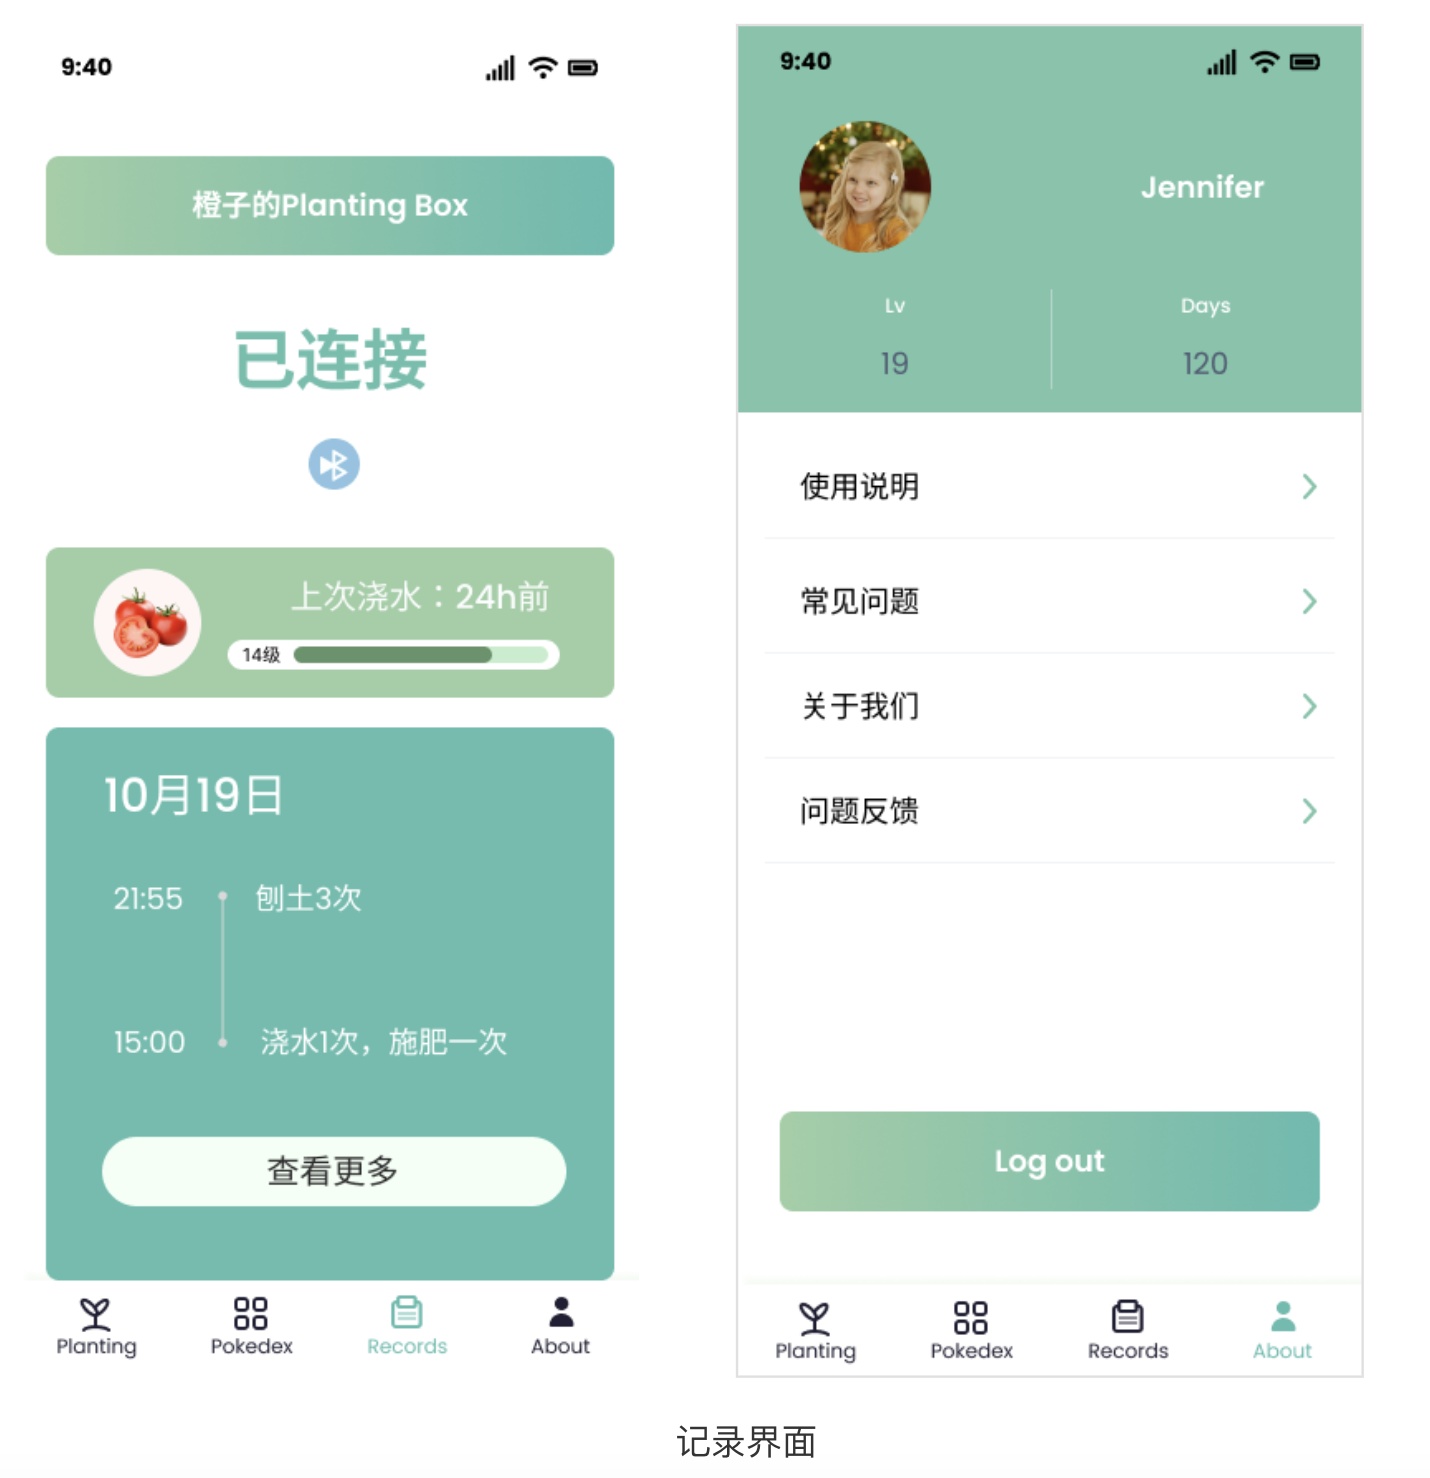 9:40
橙子的Planting Box
已连接
上次浇水：24h前
14级
10月19日
21:55 刨土3次
15:00 浇水1次，施肥一次
查看更多
Planting Pokedex Records About
9:40
Jennifer
Lv Days
19 120
使用说明
常见问题
关于我们
问题反馈
Log out
Planting Pokedex Records About
记录界面